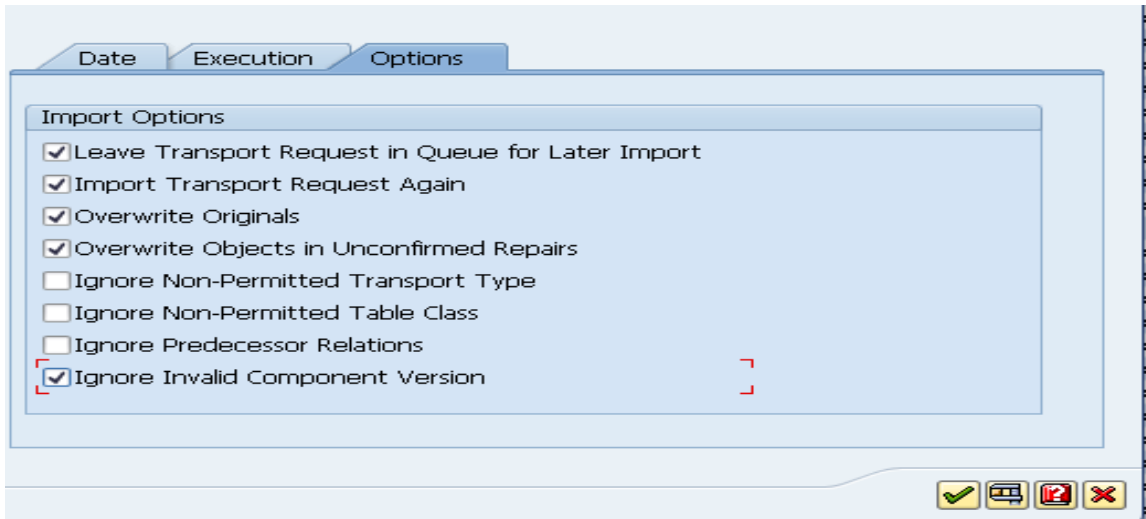 Date Execution Options
Import Options
Leave Transport Request in Queue for Later Import
Import Transport Request Again
Overwrite Originals
Overwrite Objects in Unconfirmed Repairs
Ignore Non-Permitted Transport Type
Ignore Non-Permitted Table Class
Ignore Predecessor Relations
Ignore Invalid Component Version